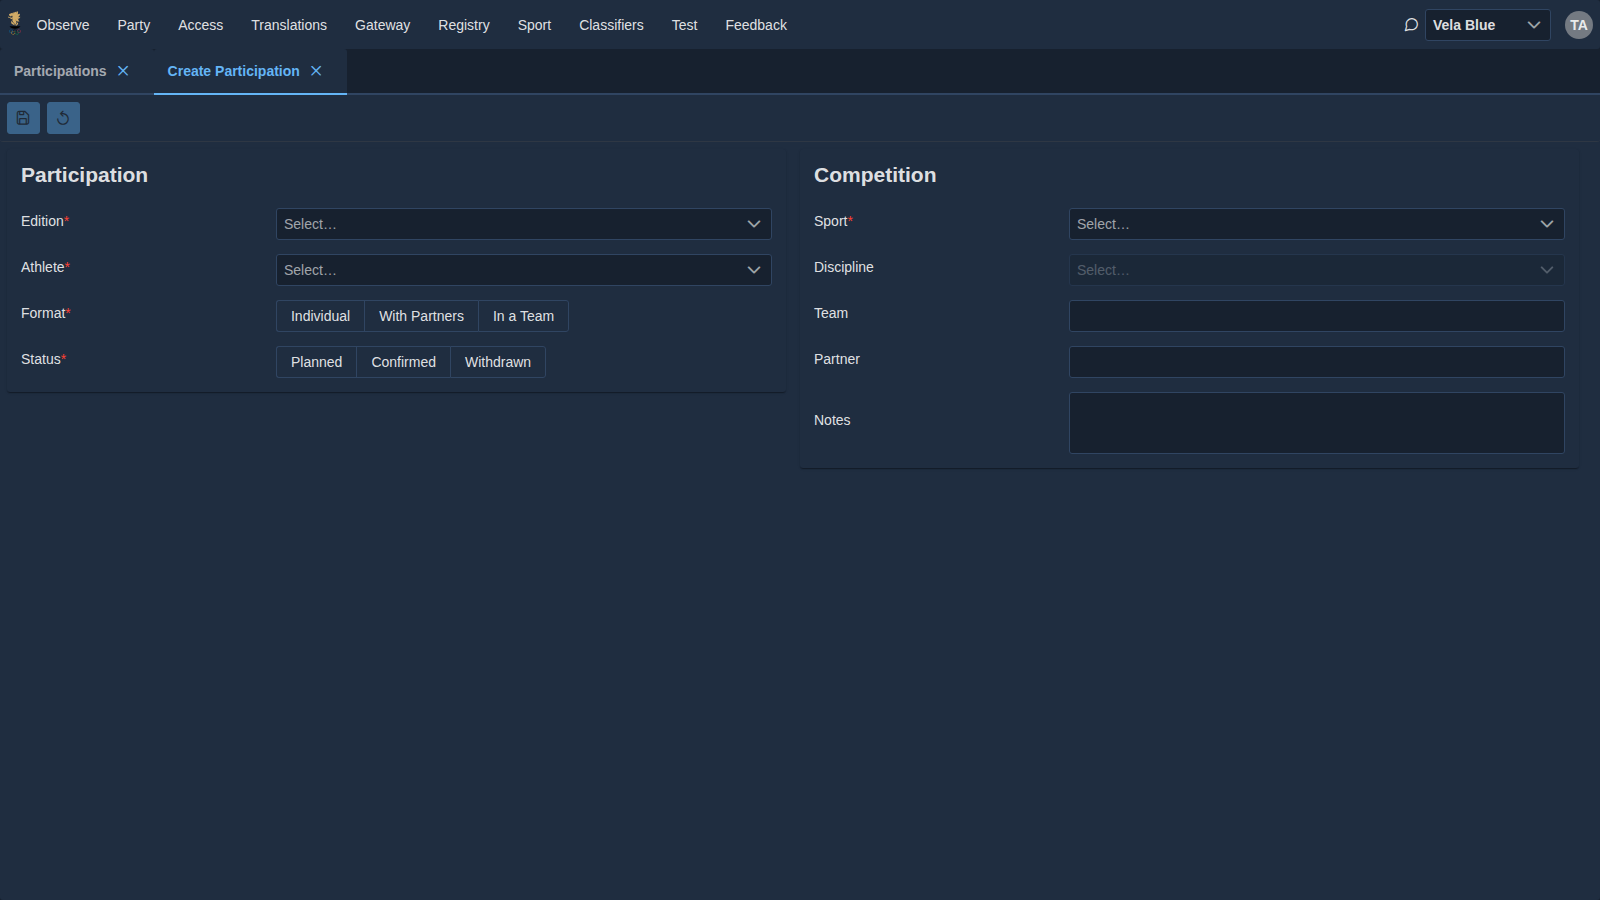 Observe Party Access Translations Gateway Registry Sport Classifiers Test Feedback Vela Blue TA
Participations Create Participation
Participation
Edition* Select...
Athlete* Select...
Format* Individual With Partners In a Team
Status* Planned Confirmed Withdrawn
Competition
Sport* Select...
Discipline Select...
Team
Partner
Notes